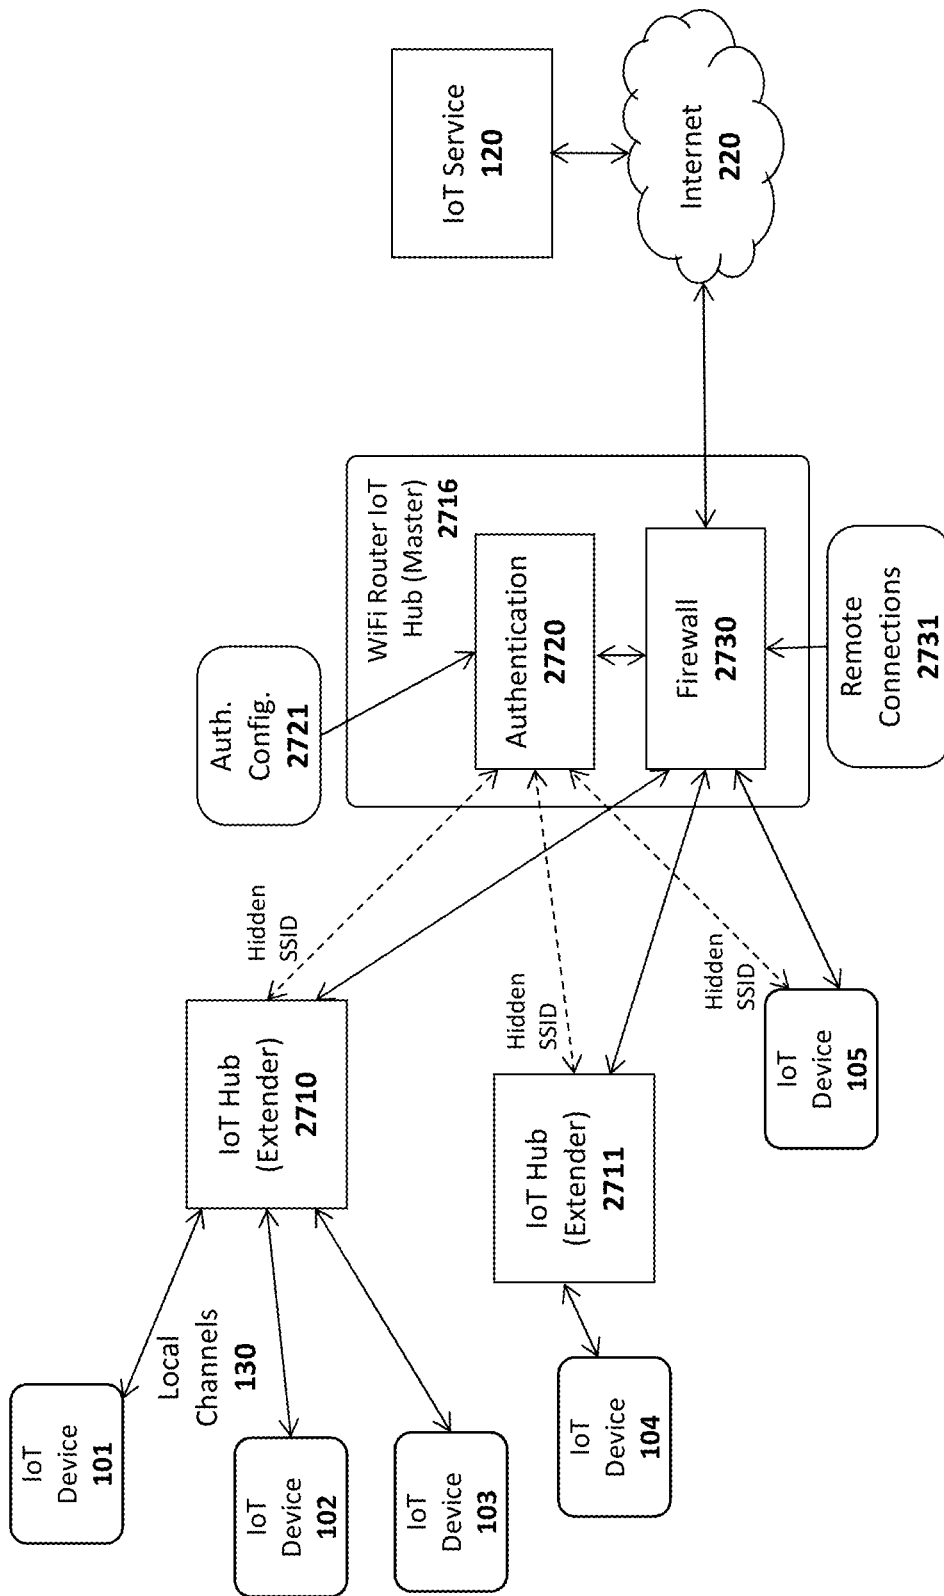 IoT
Device
101
IoT
Device
102
IoT
Device
103
IoT
Device
104
Local
Channels
130
IoT Hub
(Extender)
2710
IoT Hub
(Extender)
2711
IoT
Device
105
Hidden
SSID
Hidden
SSID
Hidden
SSID
Auth.
Config.
2721
WiFi Router IoT
Hub (Master)
2716
Authentication
2720
Firewall
2730
Remote
Connections
2731
IoT Service
120
Internet
220